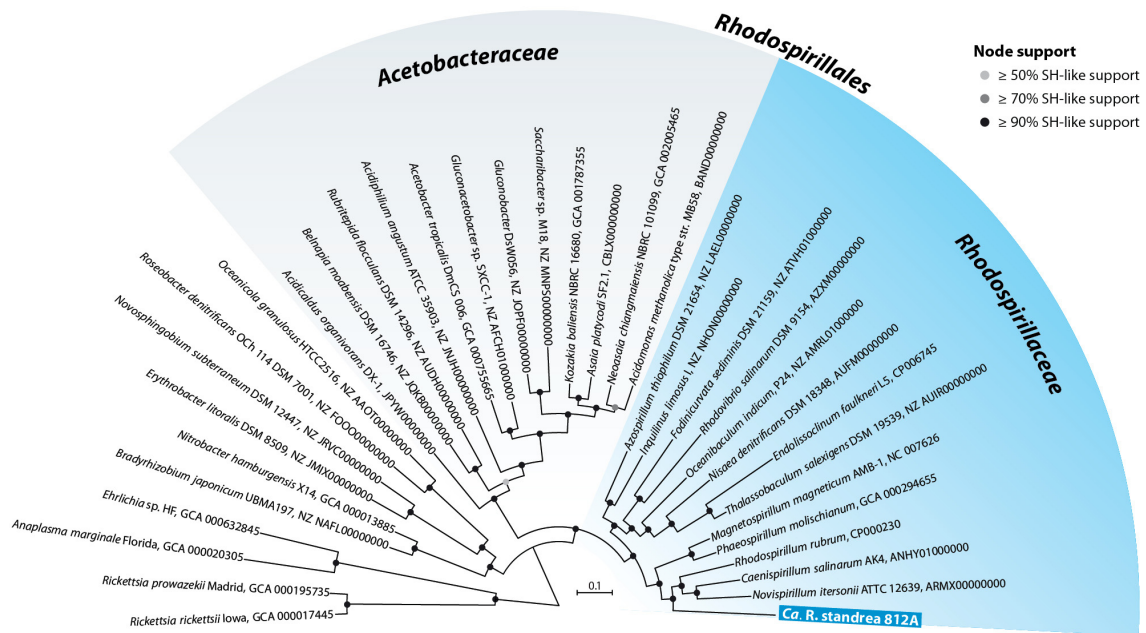 Rhodospirillales
Acetobacteraceae
Rhodospirillaceae
Node support
≥ 50% SH-like support
≥ 70% SH-like support
≥ 90% SH-like support
Rickettsia rickettsii Iowa, GCA 000017445
Rickettsia prowazekii Madrid, GCA 000195735
Anaplasma marginale Florida, GCA 000020305
Ehrlichia sp. HF, GCA 000632845
Bradyrhizobium japonicum UBMA197, NZ NAFL00000000
Nitrobacter hamburgensis X14, GCA 000013885
Erythrobacter litoralis DSM 8509, NZ JMIX00000000
Novosphingobium subterraneum DSM 12447, NZ JRVC00000000
Roseobacter denitrificans OCh 114 DSM 7001, NZ FOOO00000000
Oceanicola granulosus HTCC2516, NZ AAOT00000000
Acidicaldus organivorans DX-1, JPYW00000000
Belnapia moabensis DSM 16746, NZ JQKB00000000
Rubritepida flocculans DSM 14296, NZ AUDH00000000
Acidiphilium angustum ATCC 35903, NZ JNJH00000000
Acetobacter tropicalis DmCS 006, GCA 000755665
Gluconacetobacter sp. SXCC-1, NZ AFCH01000000
Gluconobacter DsW056, NZ JOPF00000000
Saccharibacter sp. M18, NZ MNPS00000000
Kozakia baliensis NBRC 16680, GCA 001787355
Asaia platycodi SF2.1, CBLX000000000
Neoasaia chiangmaiensis NBRC 101099, GCA 002005465
Acidomonas methanolica type str. MB58, BAND00000000
Azospirillum thiophilum DSM 21654, NZ LAEL00000000
Inquilinus limosus I, NZ NHON00000000
Fodinicurvata sediminis DSM 21159, NZ ATVH01000000
Rhodovibrio salinarum DSM 9154, AZXM00000000
Oceanibaculum indicum, P24, NZ AMRL01000000
Nisaea denitrificans DSM 18348, AUFM00000000
Endolissoclinum faulkneri L5, CP006745
Thalassobaculum salexigens DSM 19539, NZ AUIR00000000
Magnetospirillum magneticum AMB-1, NC 007626
Phaeospirillum molischianum, GCA 000294655
Rhodospirillum rubrum, CP000230
Caenispirillum salinarum AK4, ANHY01000000
Novispirillum itersonii ATTC 12639, ARMX00000000
Ca. R. standrea 812A
0.1